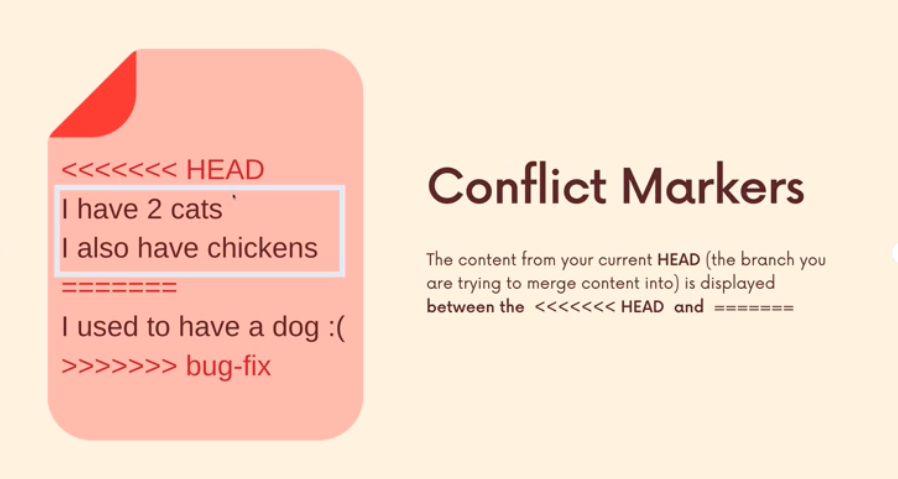 <<<<<<< HEAD
I have 2 cats
I also have chickens
=======
I used to have a dog :(
>>>>>>> bug-fix
Conflict Markers
The content from your current HEAD (the branch you
are trying to merge content into) is displayed
between the <<<<<<< HEAD and =======